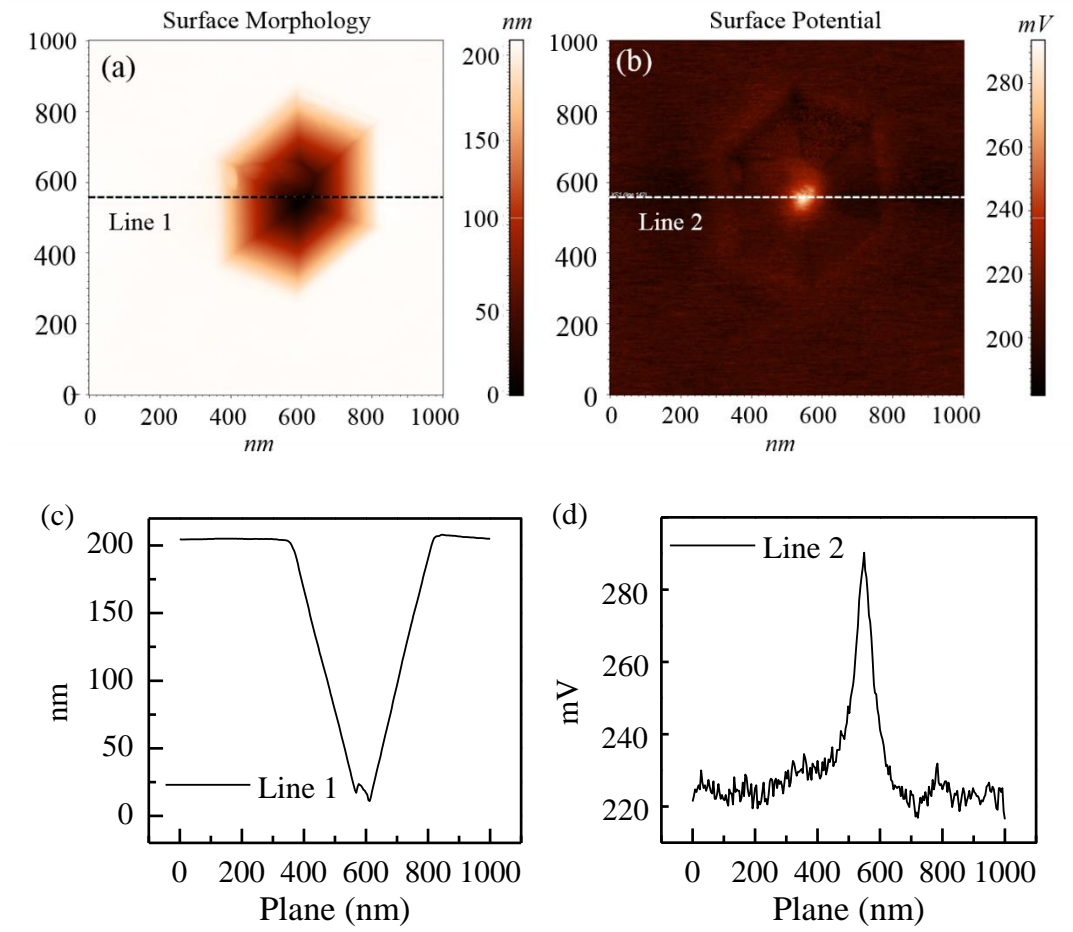 Surface Morphology
nm
(a)
1000
800
600
400
200
0
Line 1
0 200 400 600 800 1000
nm
200
150
100
50
0
Surface Potential
mV
(b)
1000
800
600
400
200
0
Line 2
0 200 400 600 800 1000
nm
280
260
240
220
200
(c)
nm
200
150
100
50
0
Line 1
0 200 400 600 800 1000
Plane (nm)
(d)
mV
280
260
240
220
Line 2
0 200 400 600 800 1000
Plane (nm)